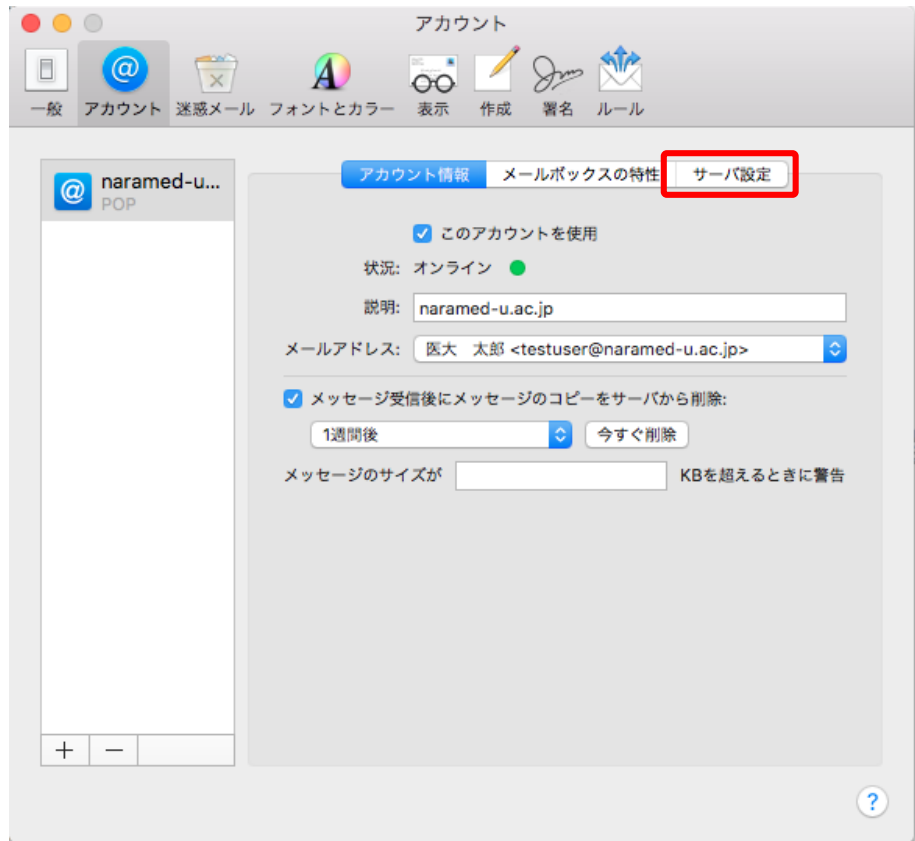 アカウント
一般 アカウント 迷惑メール フォントとカラー 表示 作成 署名 ルール
naramed-u...
POP
アカウント情報 メールボックスの特性 サーバ設定
このアカウントを使用
状況: オンライン
説明: naramed-u.ac.jp
メールアドレス: 医大 太郎 <testuser@naramed-u.ac.jp>
メッセージ受信後にメッセージのコピーをサーバから削除:
1週間後 今すぐ削除
メッセージのサイズが KBを超えるときに警告
+ −
?